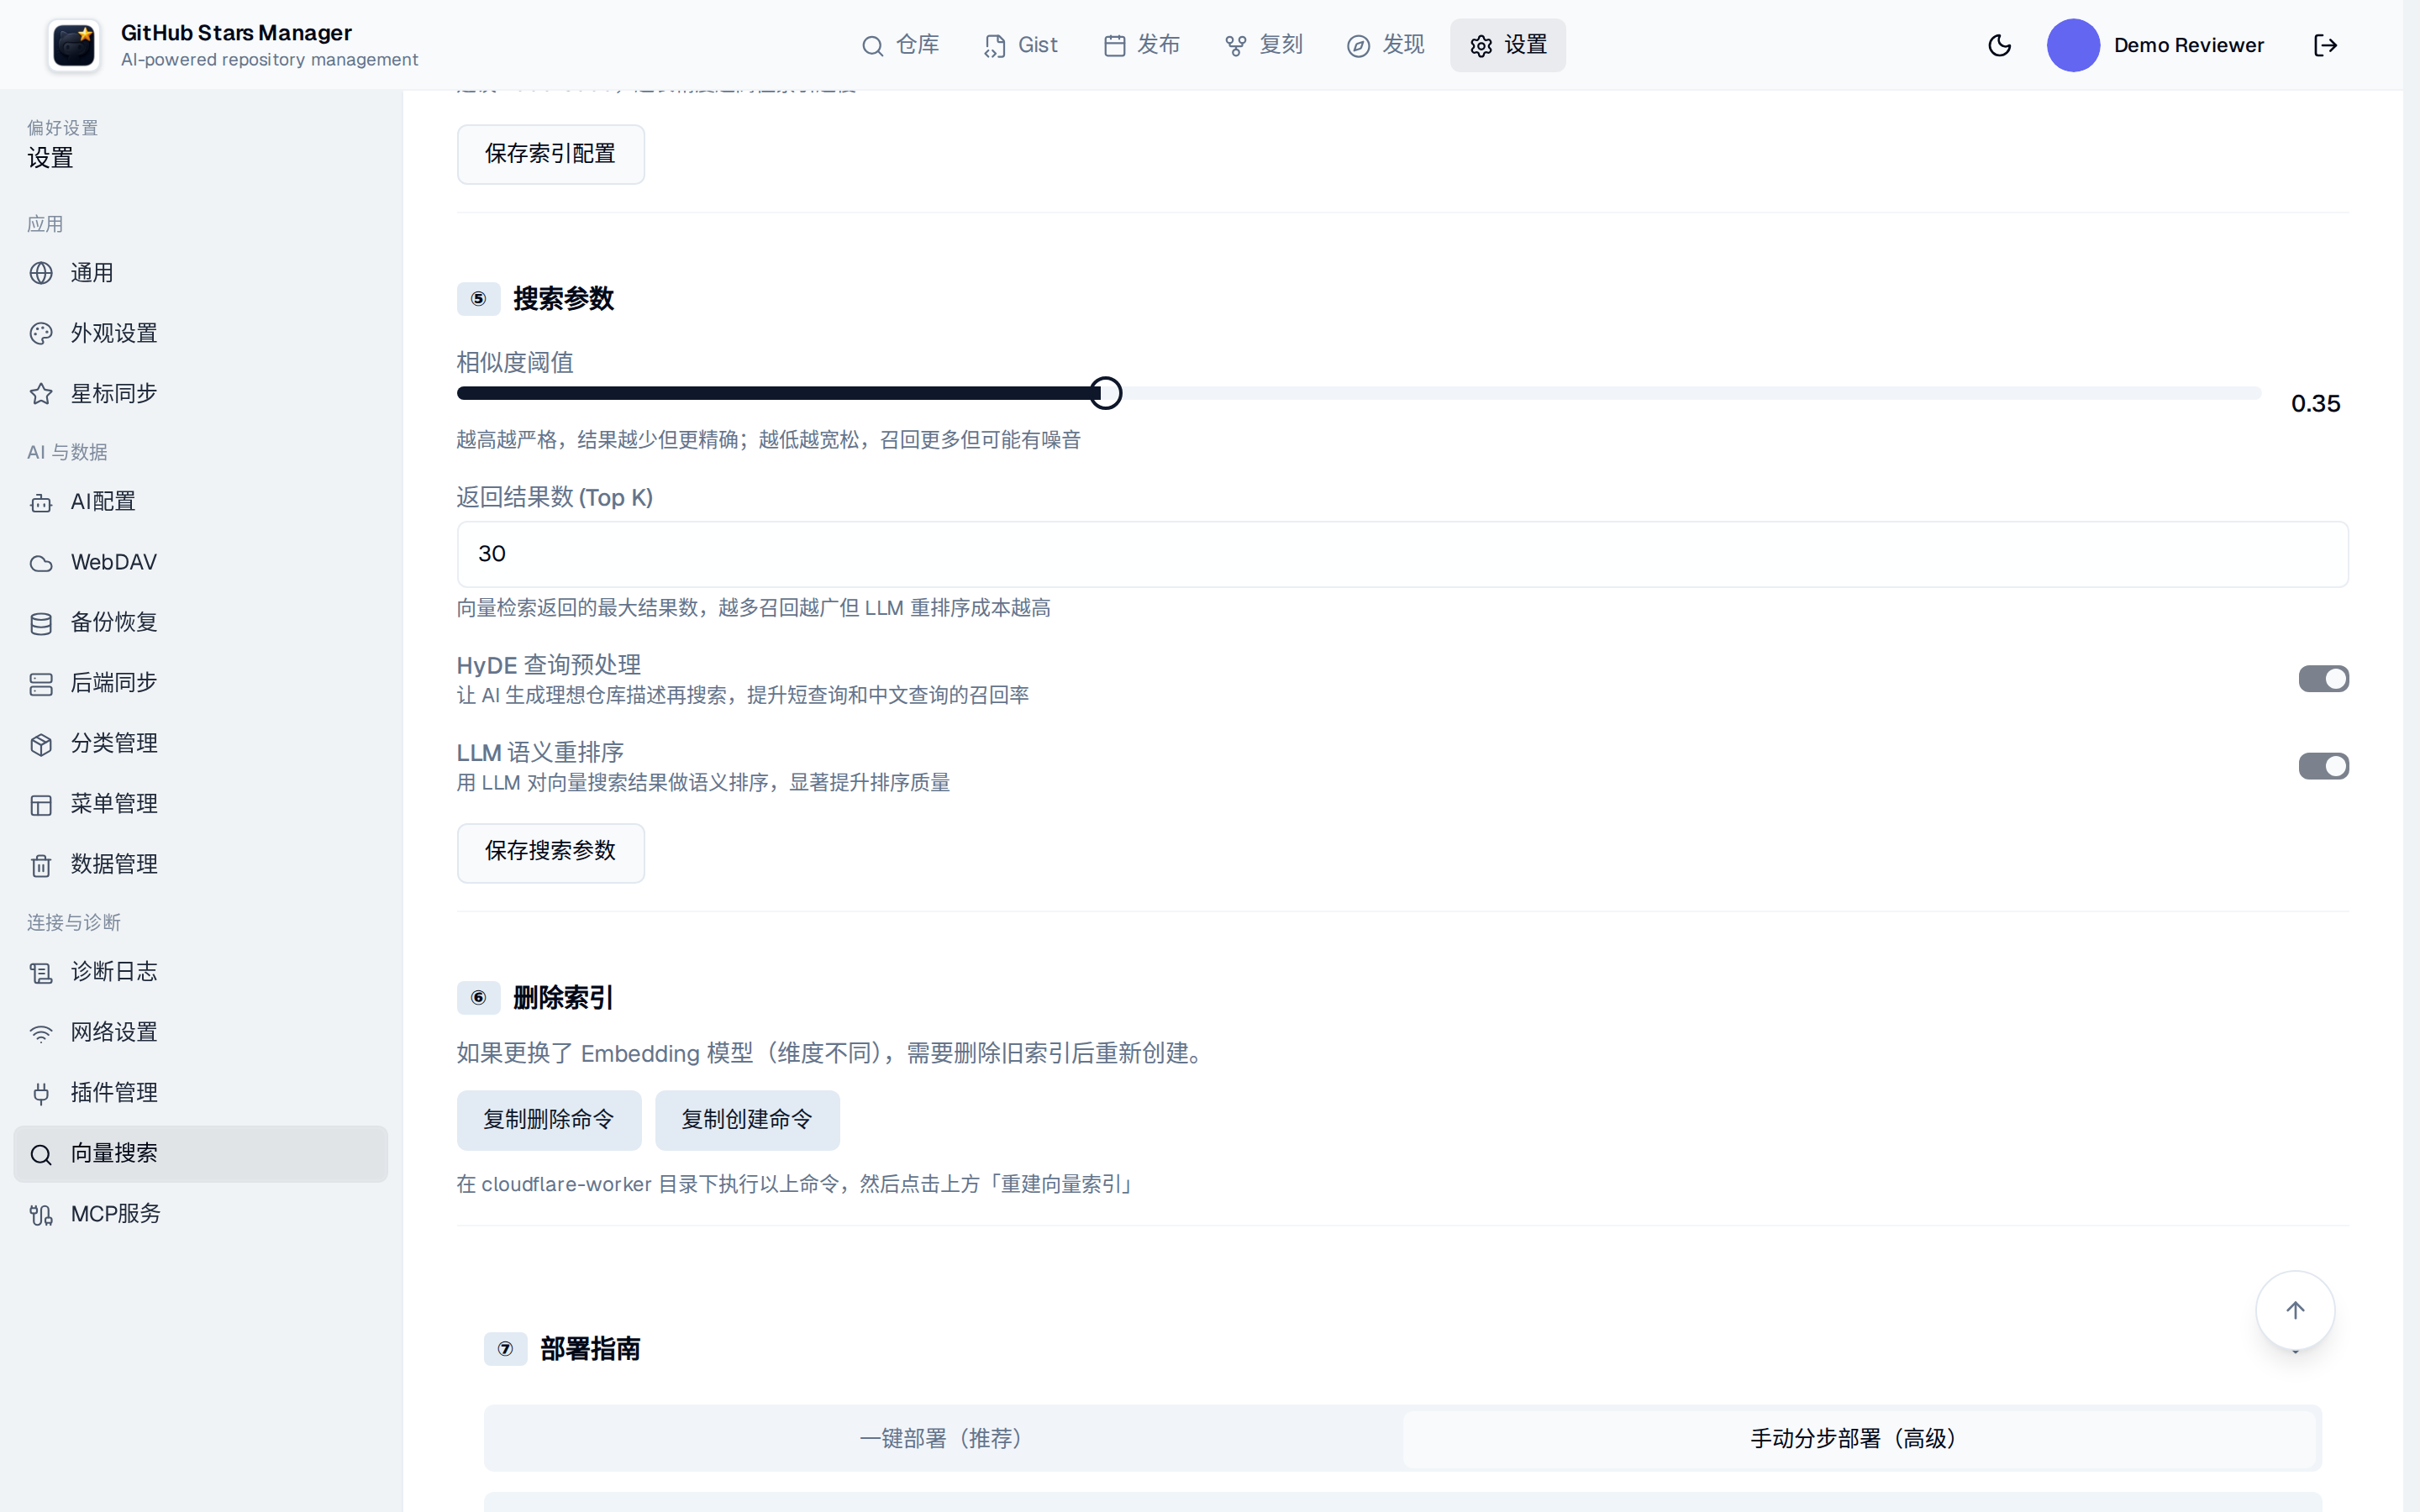 GitHub Stars Manager
AI-powered repository management
仓库
Gist
发布
复刻
发现
设置
Demo Reviewer
偏好设置
设置
应用
通用
外观设置
星标同步
AI 与数据
AI配置
WebDAV
备份恢复
后端同步
分类管理
菜单管理
数据管理
连接与诊断
诊断日志
网络设置
插件管理
向量搜索
MCP服务
保存索引配置
⑤ 搜索参数
相似度阈值
0.35
越高越严格，结果越少但更精确；越低越宽松，召回更多但可能有噪音
返回结果数 (Top K)
30
向量检索返回的最大结果数，越多召回越广但 LLM 重排序成本越高
HyDE 查询预处理
让 AI 生成理想仓库描述再搜索，提升短查询和中文查询的召回率
LLM 语义重排序
用 LLM 对向量搜索结果做语义排序，显著提升排序质量
保存搜索参数
⑥ 删除索引
如果更换了 Embedding 模型（维度不同），需要删除旧索引后重新创建。
复制删除命令
复制创建命令
在 cloudflare-worker 目录下执行以上命令，然后点击上方「重建向量索引」
⑦ 部署指南
一键部署（推荐）
手动分步部署（高级）